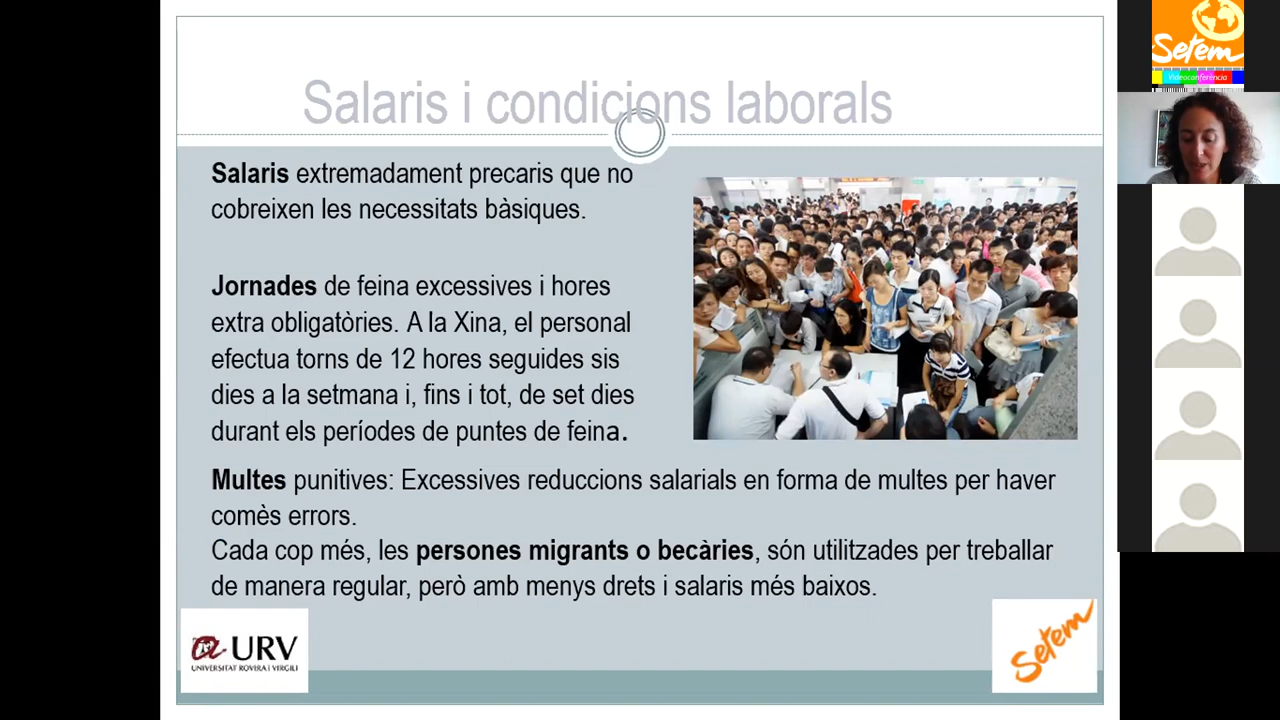 Salaris i condicions laborals
Salaris extremadament precaris que no
cobreixen les necessitats bàsiques.
Jornades de feina excessives i hores
extra obligatòries. A la Xina, el personal
efectua torns de 12 hores seguides sis
dies a la setmana i, fins i tot, de set dies
durant els períodes de puntes de feina.
Multes punitives: Excessives reduccions salarials en forma de multes per haver
comès errors.
Cada cop més, les persones migrants o becàries, són utilitzades per treballar
de manera regular, però amb menys drets i salaris més baixos.
URV
UNIVERSITAT ROVIRA i VIRGILI
Setem
Setem
Videoconferència